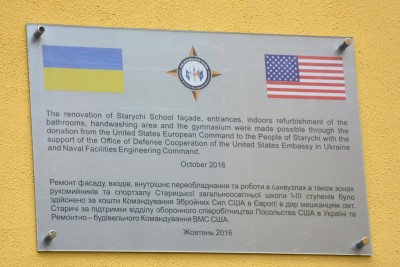 The renovation of Starychi School façade, entrances, indoors refurbishment of the
bathrooms, handwashing area and the gymnasium were made possible through the
donation from the United States European Command to the People of Starychi with the
support of the Office of Defense Cooperation of the United States Embassy in Ukraine
and Naval Facilities Engineering Command.
October 2016
Ремонт фасаду, входів, внутрішнє переобладнання та роботи в санвузлах а також зонах
рукомийників та спортзалу Старицької загальноосвітньої школи І-ІІІ ступенів було
здійснено за кошти Командування Збройних Сил США в Європі в дар мешканцям смт.
Старичі за підтримки відділу оборонного співробітництва Посольства США в Україні та
Ремонтно – будівельного Командування ВМС США.
Жовтень 2016